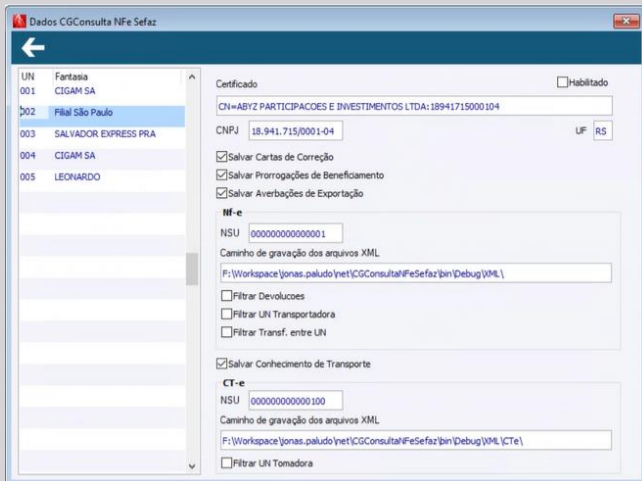 Dados CGConsulta NFe Sefaz
UN Fantasia
001 CIGAM SA
002 Filial São Paulo
003 SALVADOR EXPRESS PRA
004 CIGAM SA
005 LEONARDO
Certificado
Habilitado
CN=ABYZ PARTICIPACOES E INVESTIMENTOS LTDA:18941715000104
CNPJ 18.941.715/0001-04 UF RS
Salvar Cartas de Correção
Salvar Prorrogações de Beneficiamento
Salvar Averbações de Exportação
Nf-e
NSU 000000000000001
Caminho de gravação dos arquivos XML
F:\Workspace\jonas.paludo\net\CGConsultaNFeSefaz\bin\Debug\XML\
Filtrar Devolucoes
Filtrar UN Transportadora
Filtrar Transf. entre UN
Salvar Conhecimento de Transporte
CT-e
NSU 000000000000100
Caminho de gravação dos arquivos XML
F:\Workspace\jonas.paludo\net\CGConsultaNFeSefaz\bin\Debug\XML\CTe\
Filtrar UN Tomadora